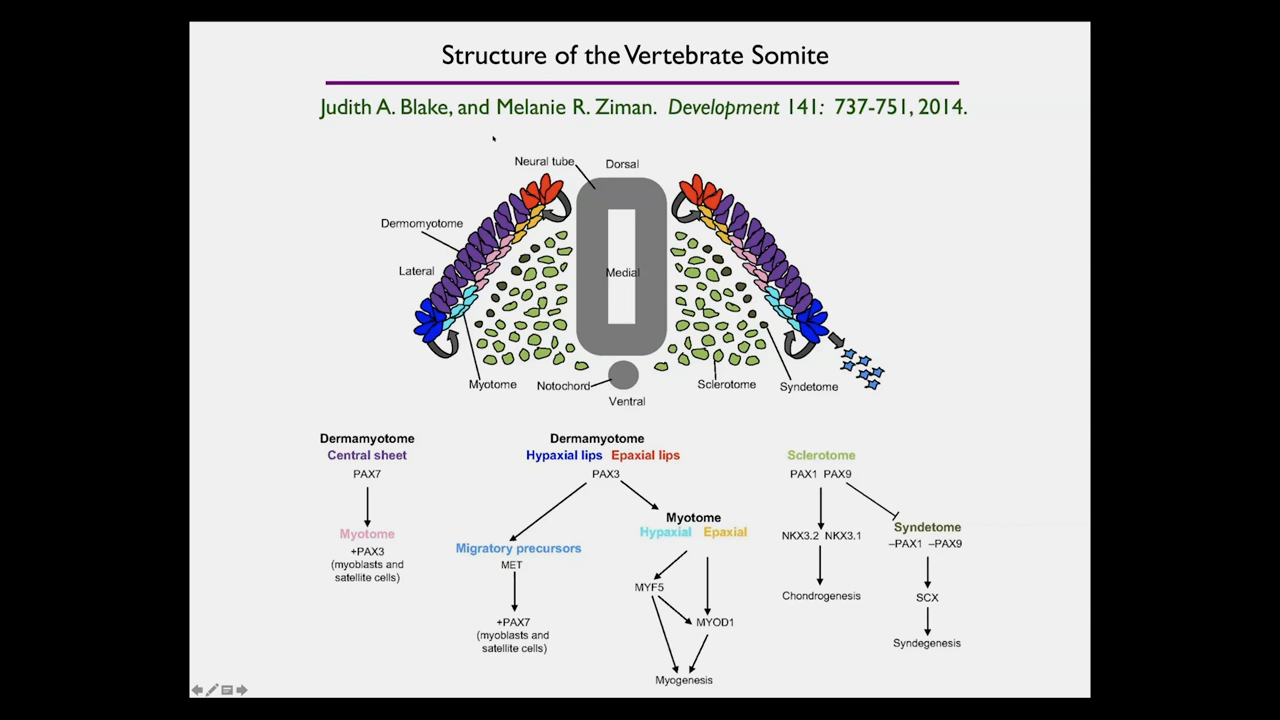 Structure of the Vertebrate Somite
Judith A. Blake, and Melanie R. Ziman. Development 141: 737-751, 2014.
Neural tube
Dorsal
Dermomyotome
Lateral
Medial
Myotome
Notochord
Sclerotome
Syndetome
Ventral
Dermamyotome
Central sheet
PAX7
Myotome
+PAX3
(myoblasts and
satellite cells)
Dermamyotome
Hypaxial lips Epaxial lips
PAX3
Migratory precursors
MET
+PAX7
(myoblasts and
satellite cells)
Myotome
Hypaxial Epaxial
MYF5
MYOD1
Myogenesis
Sclerotome
PAX1 PAX9
NKX3.2 NKX3.1
Chondrogenesis
Syndetome
–PAX1 –PAX9
SCX
Syndegenesis